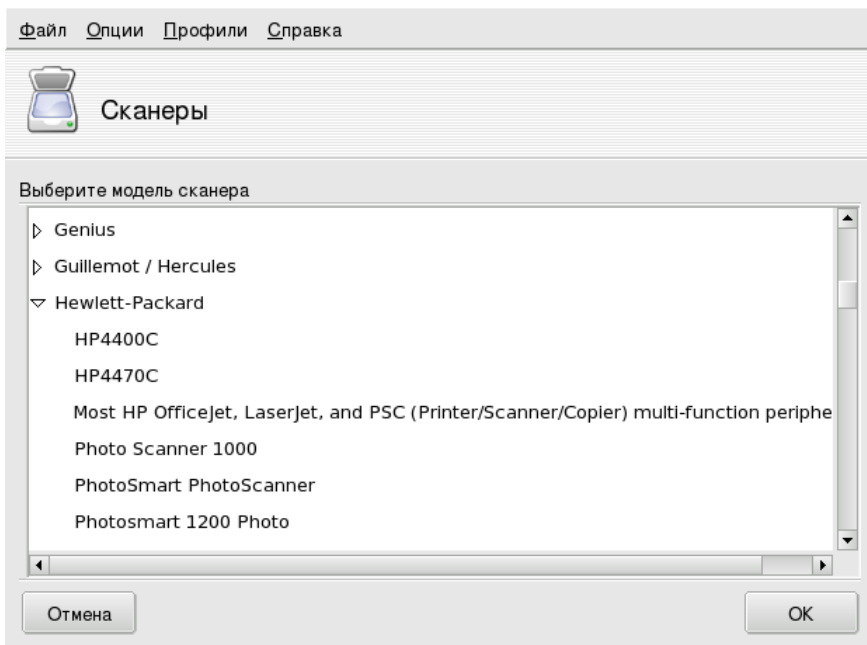 Файл Опции Профили Справка
Сканеры
Выберите модель сканера
Genius
Guillemot / Hercules
Hewlett-Packard
HP4400C
HP4470C
Most HP OfficeJet, LaserJet, and PSC (Printer/Scanner/Copier) multi-function periphe
Photo Scanner 1000
PhotoSmart PhotoScanner
Photosmart 1200 Photo
Отмена OK